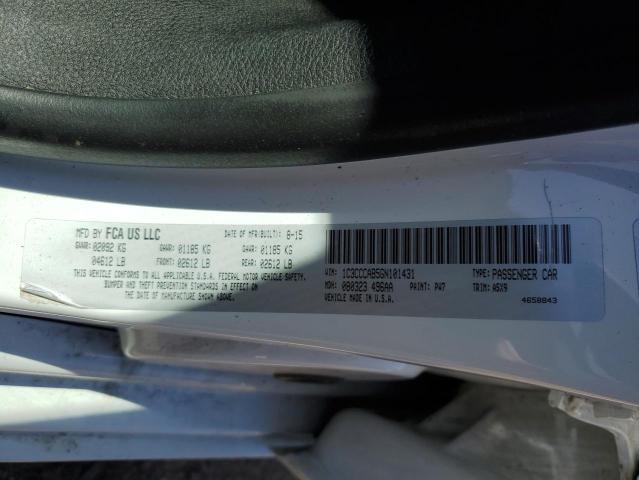 MFD BY FCA US LLC DATE OF MFR(BUILT): 8-15
GVWR: 02092 KG GAWR: 01185 KG GAWR: 01185 KG
04612 LB FRONT: 02612 LB REAR: 02612 LB
THIS VEHICLE CONFORMS TO ALL APPLICABLE U.S.A. FEDERAL MOTOR VEHICLE SAFETY,
BUMPER AND THEFT PREVENTION STANDARDS IN EFFECT ON
THE DATE OF MANUFACTURE SHOWN ABOVE. VEHICLE MADE IN U.S.A.
VIN: 1C3CCCAB5GN101431 TYPE: PASSENGER CAR
MDH: 080323 496AA PAINT: PW7 TRIM: A5X9
4658843